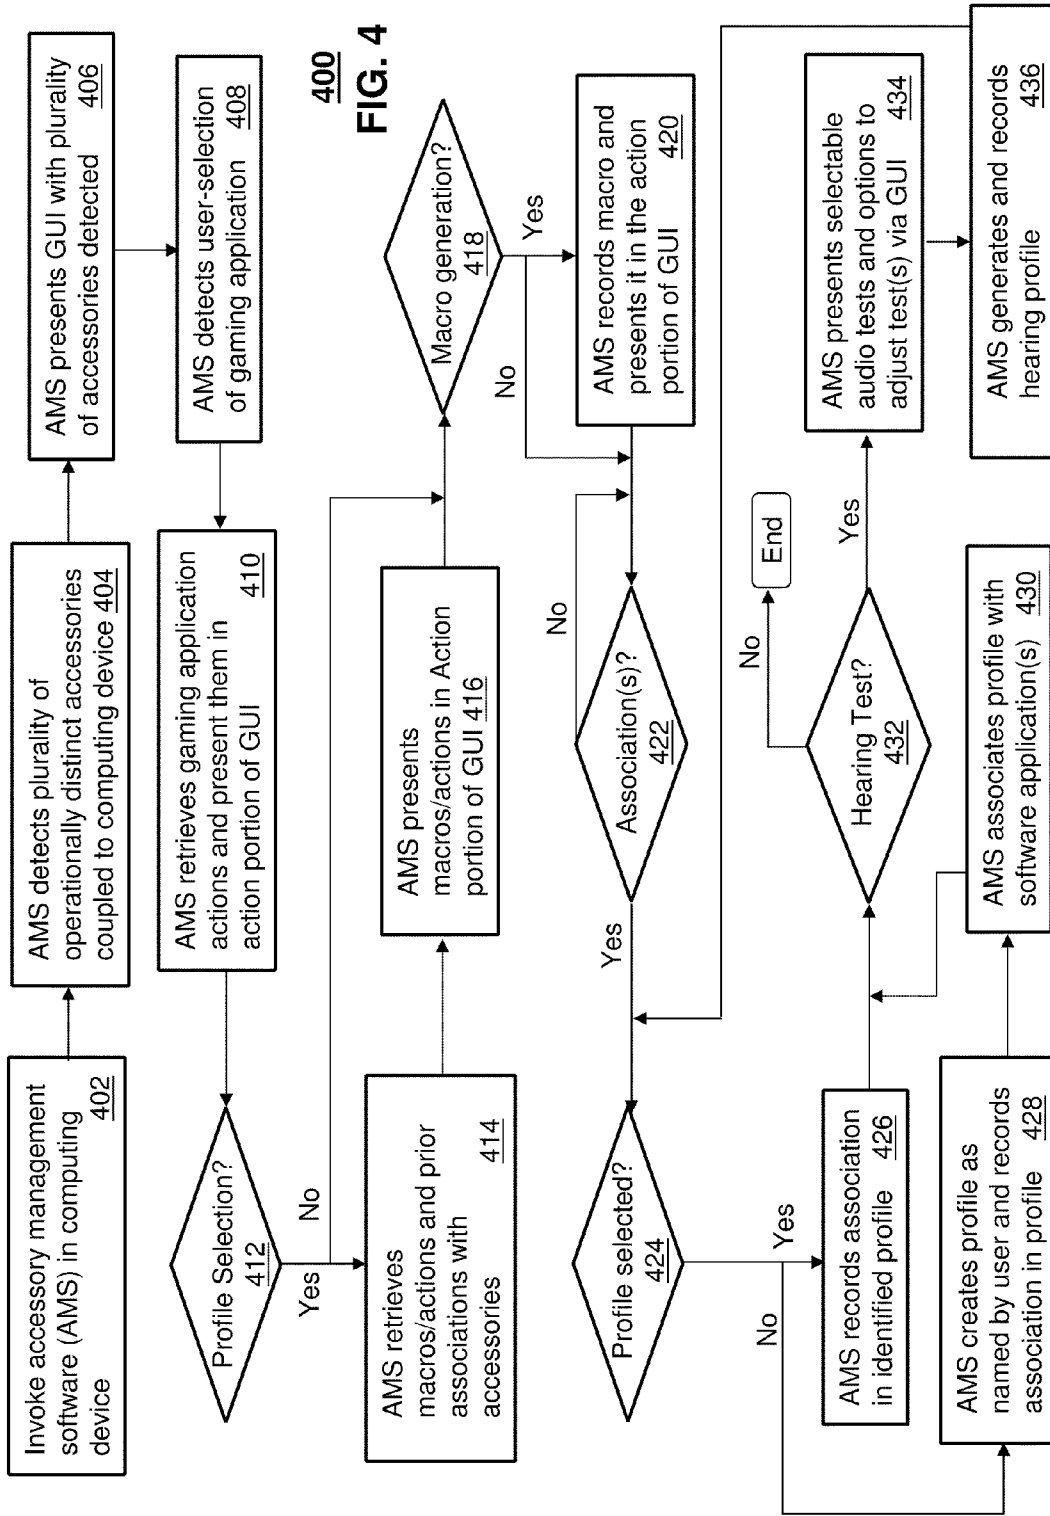 400
FIG. 4
Invoke accessory management
software (AMS) in computing
device 402
AMS detects plurality of
operationally distinct accessories
coupled to computing device 404
AMS presents GUI with plurality
of accessories detected 406
AMS detects user-selection
of gaming application 408
AMS retrieves gaming application
actions and present them in
action portion of GUI 410
Profile Selection?
412
Yes
No
AMS retrieves
macros/actions and prior
associations with
accessories 414
AMS presents
macros/actions in Action
portion of GUI 416
Macro generation?
418
Yes
No
AMS records macro and
presents it in the action
portion of GUI 420
Association(s)?
422
No
Yes
Profile selected?
424
Yes
No
AMS records association
in identified profile 426
AMS creates profile as
named by user and records
association in profile 428
AMS associates profile with
software application(s) 430
Hearing Test?
432
No
End
Yes
AMS presents selectable
audio tests and options to
adjust test(s) via GUI 434
AMS generates and records
hearing profile 436